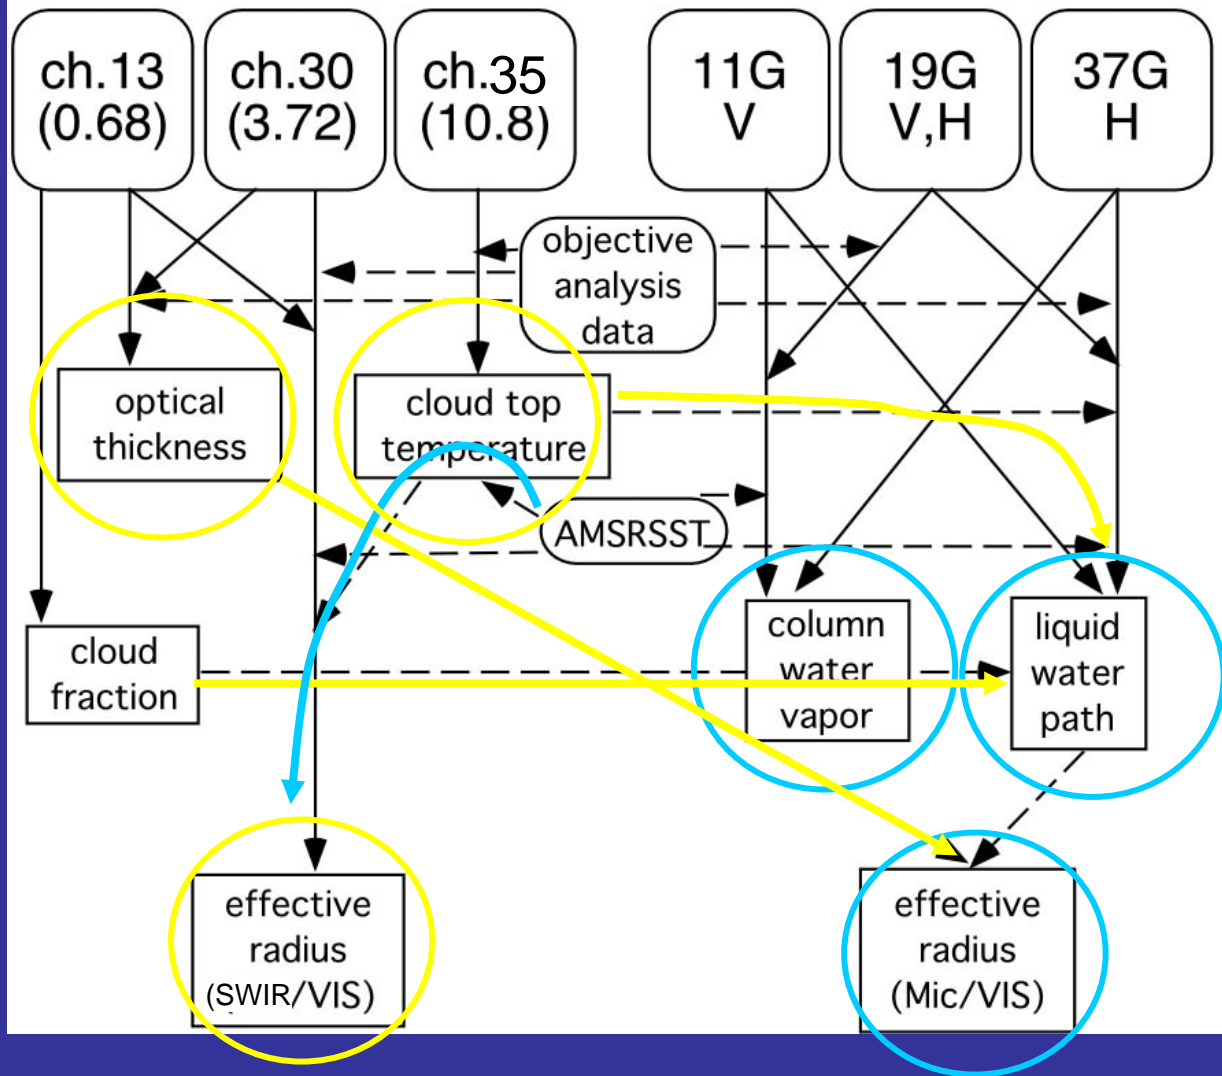 ch.13
(0.68)
ch.30
(3.72)
ch.35
(10.8)
11G
V
19G
V,H
37G
H
objective
analysis
data
optical
thickness
cloud top
temperature
AMSRSST
cloud
fraction
column
water
vapor
liquid
water
path
effective
radius
(SWIR/VIS)
effective
radius
(Mic/VIS)